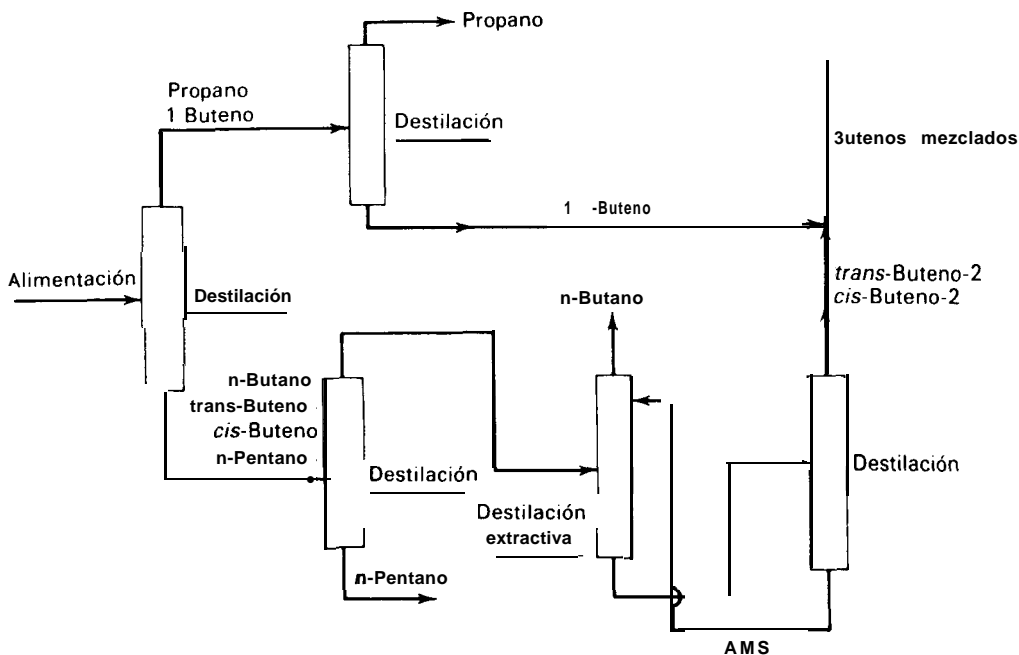 Propano
Propano
1 Buteno
Destilación
3utenos mezclados
1 -Buteno
Alimentación
Destilación
trans-Buteno-2
cis-Buteno-2
n-Butano
n-Butano
trans-Buteno
cis-Buteno
n-Pentano
Destilación
Destilación
extractiva
Destilación
n-Pentano
AMS